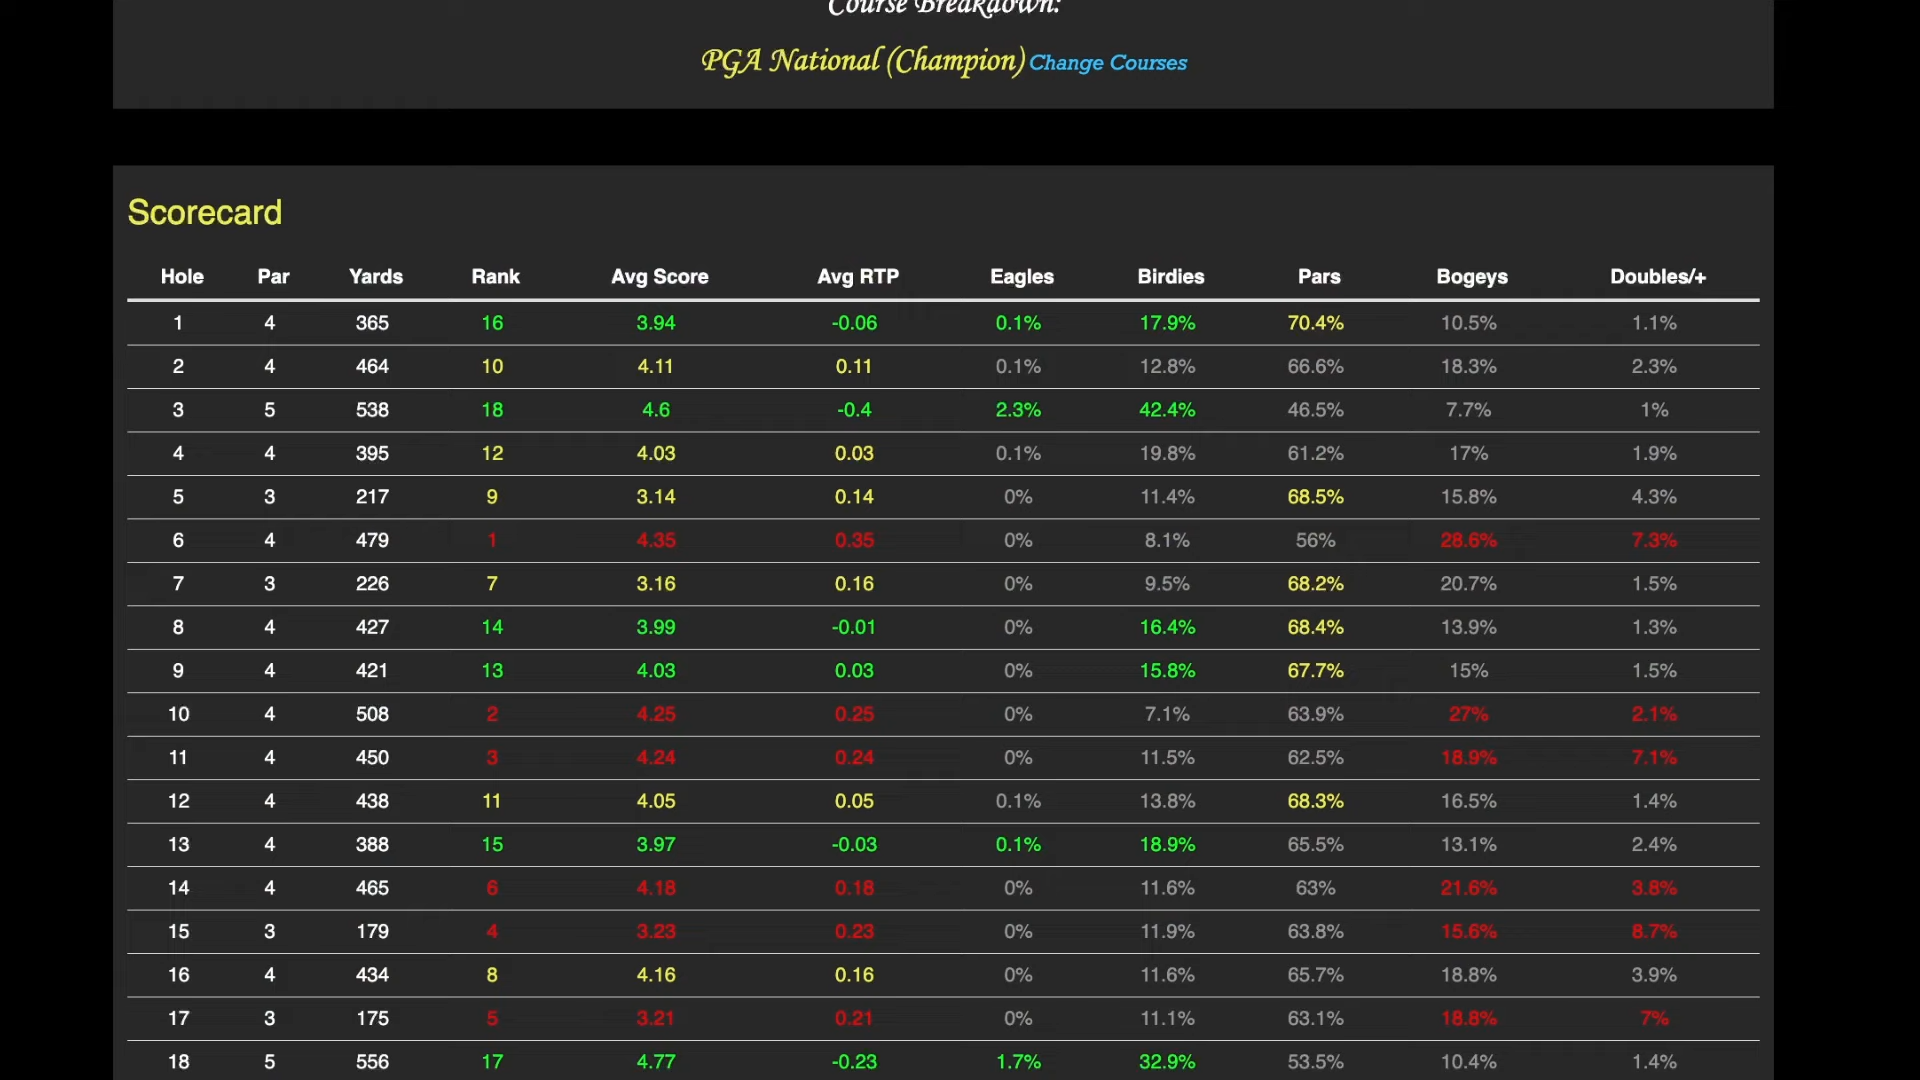 Course Breakdown:
PGA National (Champion) Change Courses
Scorecard
Hole Par Yards Rank Avg Score Avg RTP Eagles Birdies Pars Bogeys Doubles/+
1 4 365 16 3.94 -0.06 0.1% 17.9% 70.4% 10.5% 1.1%
2 4 464 10 4.11 0.11 0.1% 12.8% 66.6% 18.3% 2.3%
3 5 538 18 4.6 -0.4 2.3% 42.4% 46.5% 7.7% 1%
4 4 395 12 4.03 0.03 0.1% 19.8% 61.2% 17% 1.9%
5 3 217 9 3.14 0.14 0% 11.4% 68.5% 15.8% 4.3%
6 4 479 1 4.35 0.35 0% 8.1% 56% 28.6% 7.3%
7 3 226 7 3.16 0.16 0% 9.5% 68.2% 20.7% 1.5%
8 4 427 14 3.99 -0.01 0% 16.4% 68.4% 13.9% 1.3%
9 4 421 13 4.03 0.03 0% 15.8% 67.7% 15% 1.5%
10 4 508 2 4.25 0.25 0% 7.1% 63.9% 27% 2.1%
11 4 450 3 4.24 0.24 0% 11.5% 62.5% 18.9% 7.1%
12 4 438 11 4.05 0.05 0.1% 13.8% 68.3% 16.5% 1.4%
13 4 388 15 3.97 -0.03 0.1% 18.9% 65.5% 13.1% 2.4%
14 4 465 6 4.18 0.18 0% 11.6% 63% 21.6% 3.8%
15 3 179 4 3.23 0.23 0% 11.9% 63.8% 15.6% 8.7%
16 4 434 8 4.16 0.16 0% 11.6% 65.7% 18.8% 3.9%
17 3 175 5 3.21 0.21 0% 11.1% 63.1% 18.8% 7%
18 5 556 17 4.77 -0.23 1.7% 32.9% 53.5% 10.4% 1.4%